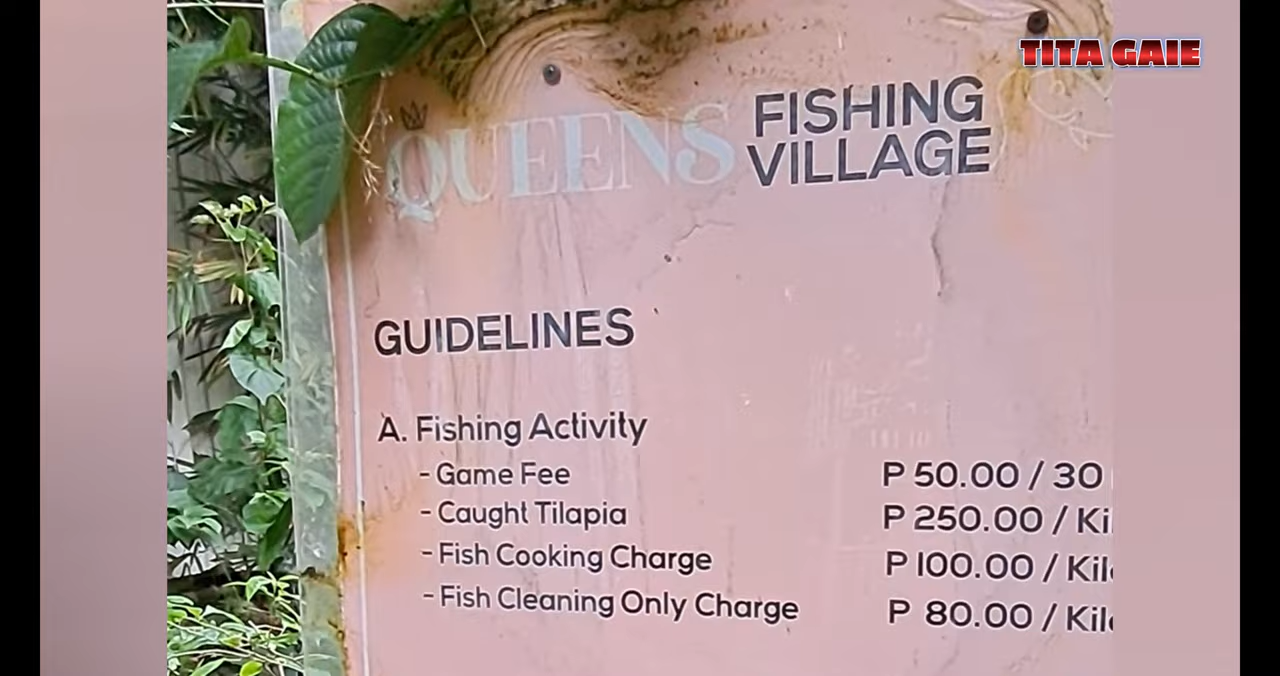 TITA GAIE
QUEENS FISHING
VILLAGE
GUIDELINES
A. Fishing Activity
- Game Fee P 50.00 / 30
- Caught Tilapia P 250.00 / Ki
- Fish Cooking Charge P 100.00 / Kil
- Fish Cleaning Only Charge P 80.00 / Kil